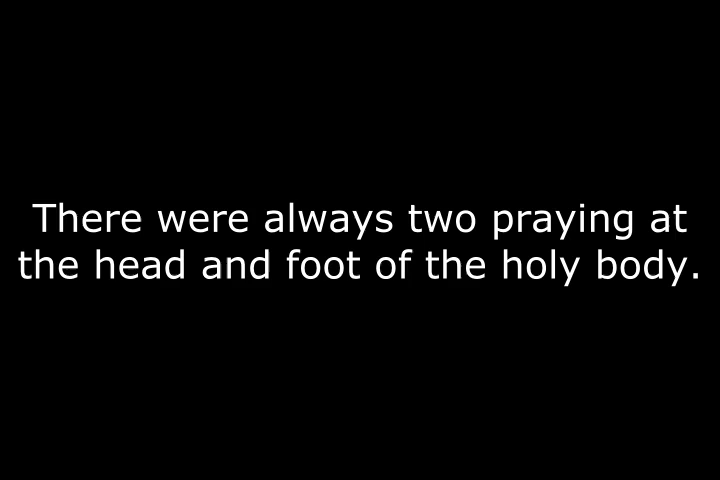 There were always two praying at
the head and foot of the holy body.